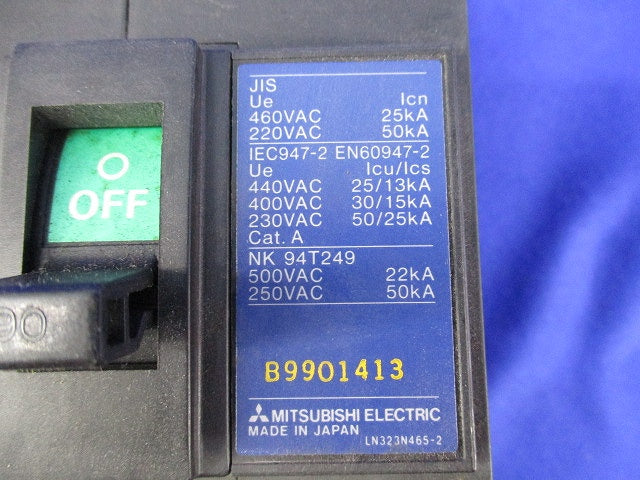 O
OFF
00
JIS
Ue Icn
460VAC 25kA
220VAC 50kA
IEC947-2 EN60947-2
Ue Icu/Ics
440VAC 25/13kA
400VAC 30/15kA
230VAC 50/25kA
Cat. A
NK 94T249
500VAC 22kA
250VAC 50kA
B9901413
MITSUBISHI ELECTRIC
MADE IN JAPAN
LN323N465-2